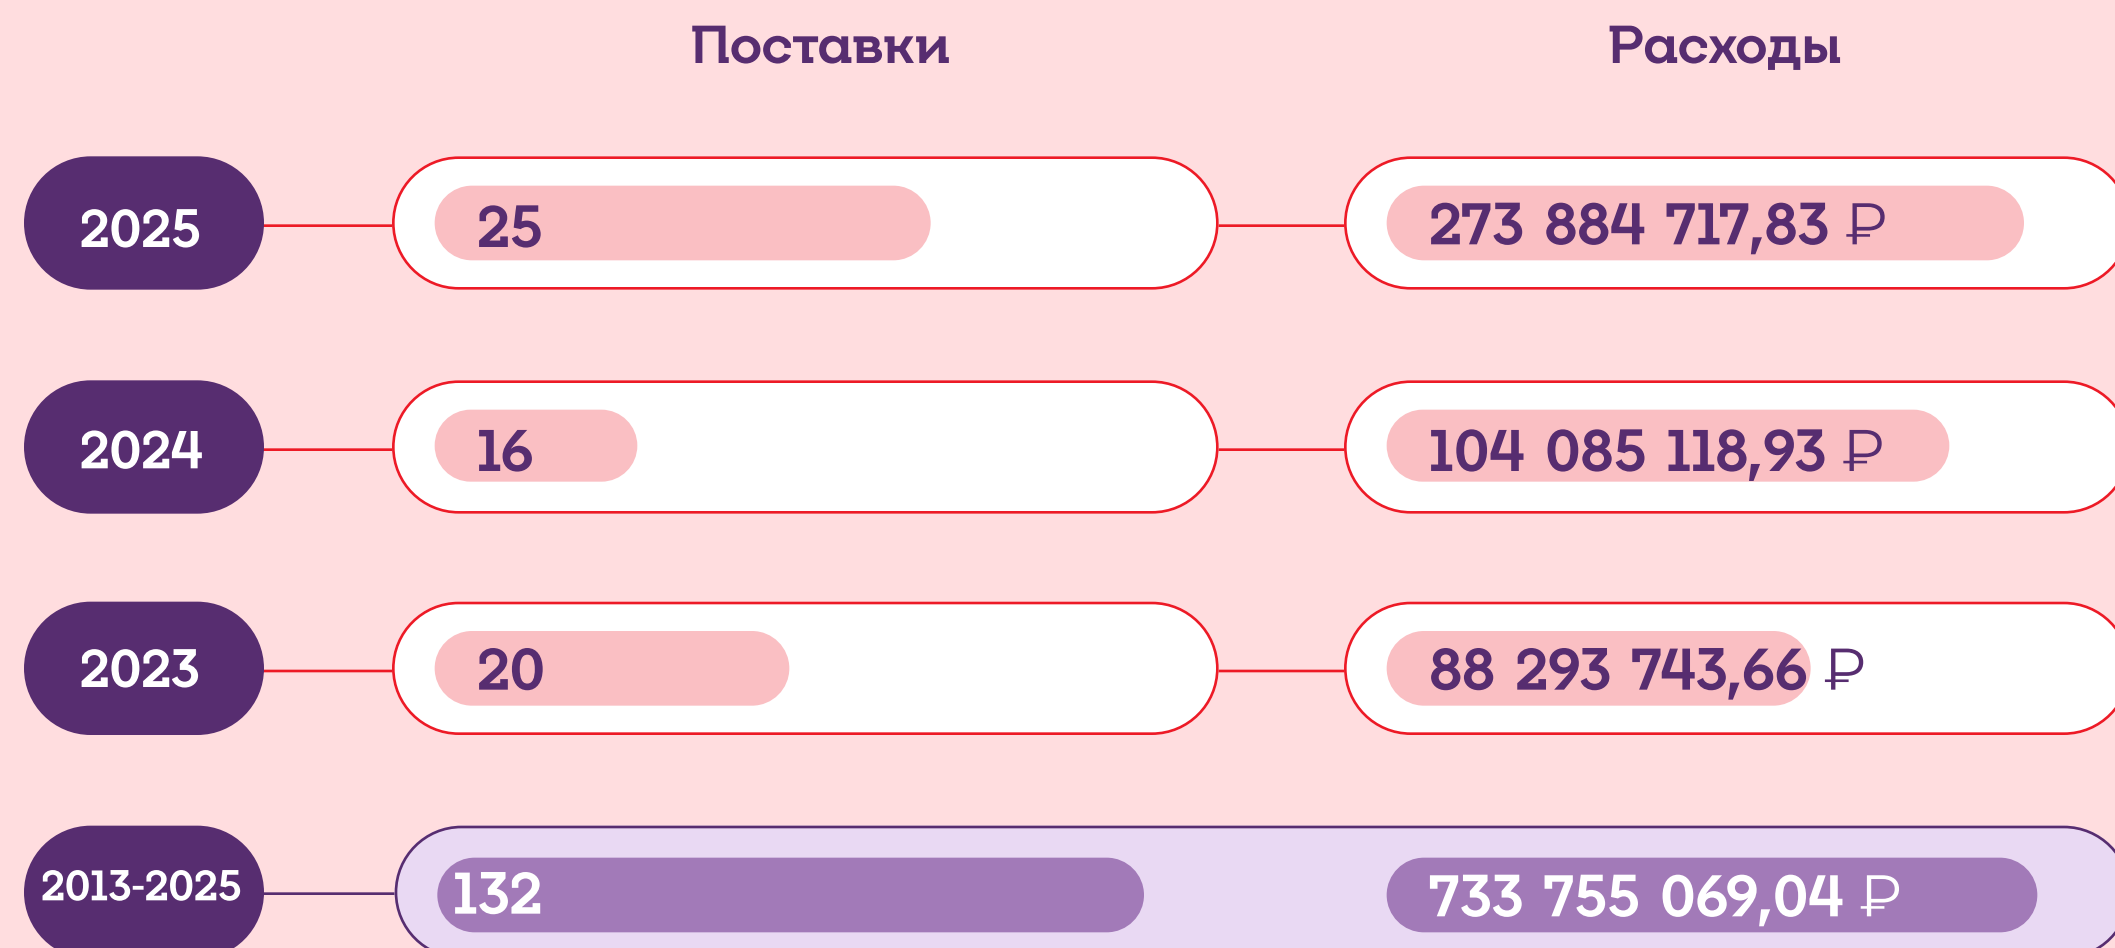 Поставки Расходы
2025 25 273 884 717,83 ₽
2024 16 104 085 118,93 ₽
2023 20 88 293 743,66 ₽
2013-2025 132 733 755 069,04 ₽